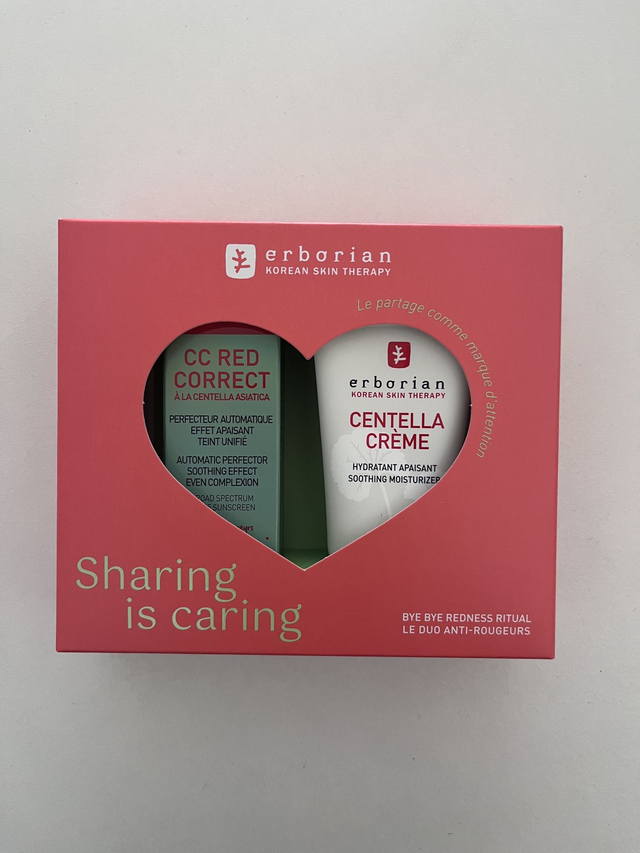 erborian
KOREAN SKIN THERAPY
Le partage comme marque d'attention
CC RED
CORRECT
À LA CENTELLA ASIATICA
PERFECTEUR AUTOMATIQUE
EFFET APAISANT
TEINT UNIFIÉ
AUTOMATIC PERFECTOR
SOOTHING EFFECT
EVEN COMPLEXION
SPECTRUM
SUNSCREEN
erborian
KOREAN SKIN THERAPY
CENTELLA
CRÈME
HYDRATANT APAISANT
SOOTHING MOISTURIZER
Sharing
is caring
BYE BYE REDNESS RITUAL
LE DUO ANTI-ROUGEURS